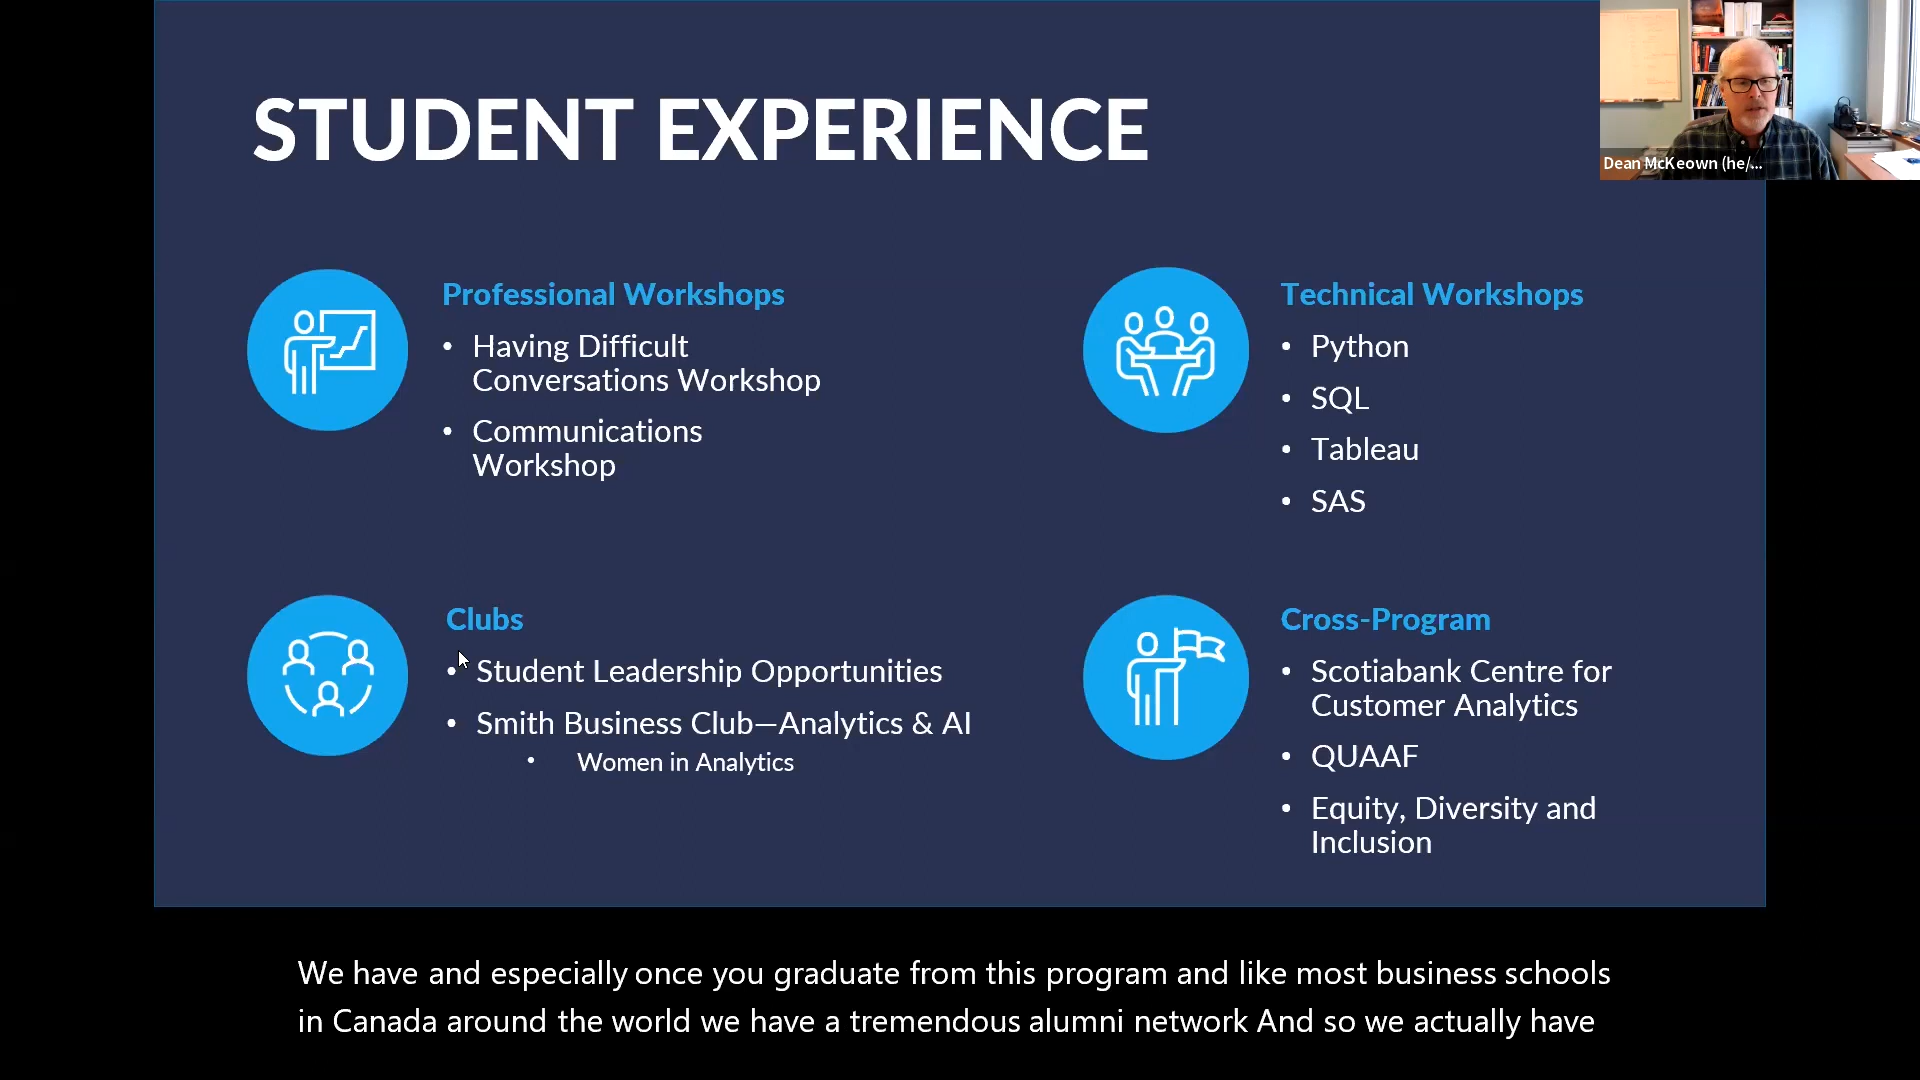 STUDENT EXPERIENCE
Dean McKeown (he/...
Professional Workshops
• Having Difficult
Conversations Workshop
• Communications
Workshop
Technical Workshops
• Python
• SQL
• Tableau
• SAS
Clubs
• Student Leadership Opportunities
• Smith Business Club—Analytics & AI
• Women in Analytics
Cross-Program
• Scotiabank Centre for
Customer Analytics
• QUAAF
• Equity, Diversity and
Inclusion
We have and especially once you graduate from this program and like most business schools
in Canada around the world we have a tremendous alumni network And so we actually have